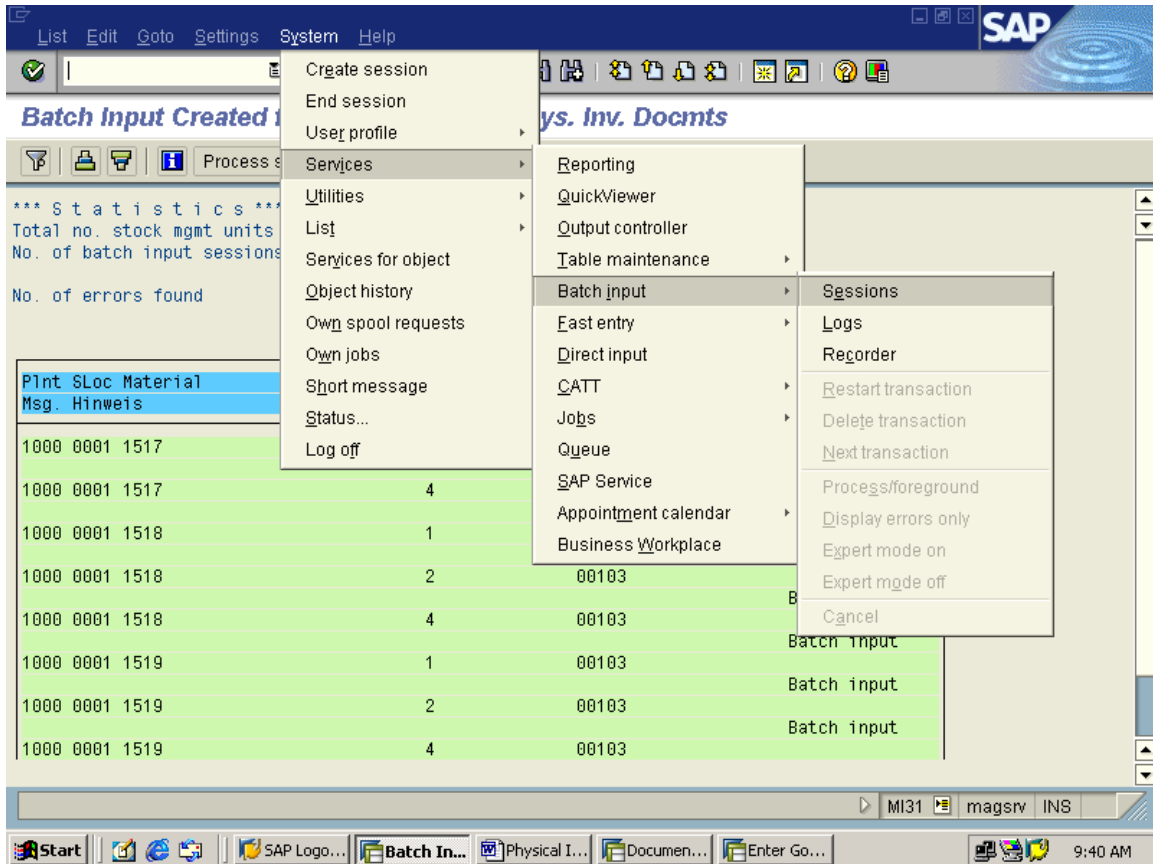 List Edit Goto Settings System Help
SAP
Create session
End session
User profile
Services
Utilities
List
Services for object
Object history
Own spool requests
Own jobs
Short message
Status...
Log off
Batch Input Created
ys. Inv. Docmts
Process s
Reporting
QuickViewer
Output controller
Table maintenance
Batch input
Fast entry
Direct input
CATT
Jobs
Queue
SAP Service
Appointment calendar
Business Workplace
Sessions
Logs
Recorder
Restart transaction
Delete transaction
Next transaction
Process/foreground
Display errors only
Expert mode on
Expert mode off
Cancel
*** S t a t i s t i c s ***
Total no. stock mgmt units
No. of batch input sessions
No. of errors found
Plnt SLoc Material
Msg. Hinweis
1000 0001 1517
1000 0001 1517 4
1000 0001 1518 1
1000 0001 1518 2 00103
B
1000 0001 1518 4 00103
Batch input
1000 0001 1519 1 00103
Batch input
1000 0001 1519 2 00103
Batch input
1000 0001 1519 4 00103
MI31 magsrv INS
Start SAP Logo... Batch In... Physical I... Documen... Enter Go... 9:40 AM